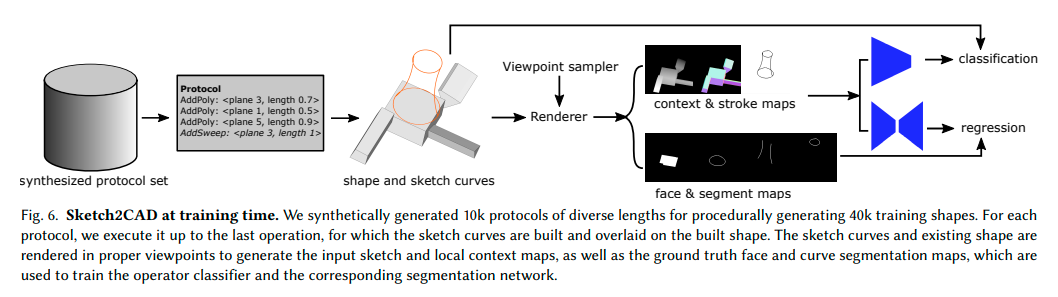 Protocol
AddPoly: <plane 3, length 0.7>
AddPoly: <plane 1, length 0.5>
AddPoly: <plane 5, length 0.9>
AddSweep: <plane 3, length 1>
synthesized protocol set
shape and sketch curves
Viewpoint sampler
Renderer
context & stroke maps
face & segment maps
classification
regression
Fig. 6. Sketch2CAD at training time. We synthetically generated 10k protocols of diverse lengths for procedurally generating 40k training shapes. For each
protocol, we execute it up to the last operation, for which the sketch curves are built and overlaid on the built shape. The sketch curves and existing shape are
rendered in proper viewpoints to generate the input sketch and local context maps, as well as the ground truth face and curve segmentation maps, which are
used to train the operator classifier and the corresponding segmentation network.